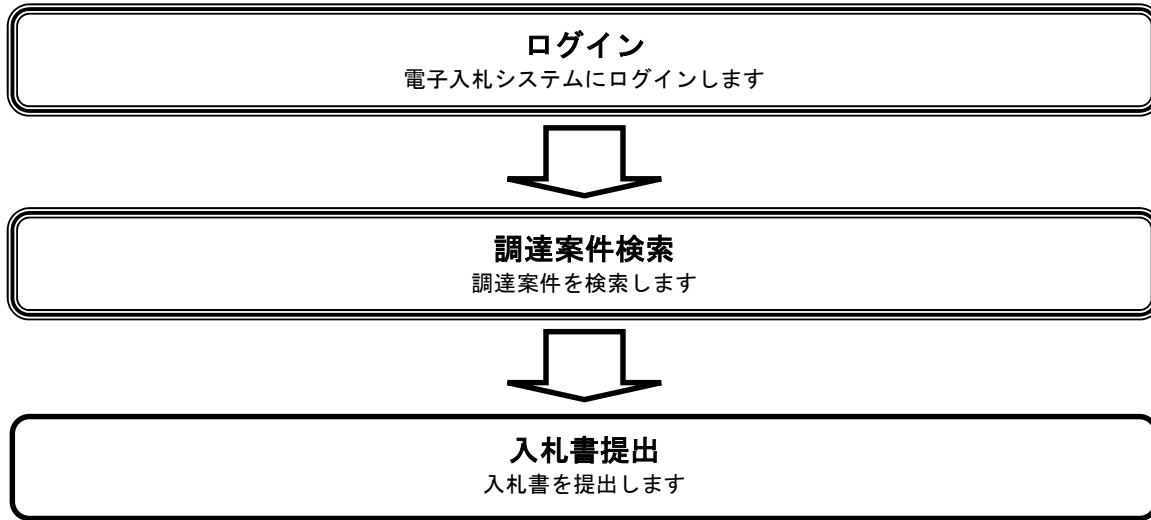 ログイン
電子入札システムにログインします
調達案件検索
調達案件を検索します
入札書提出
入札書を提出します